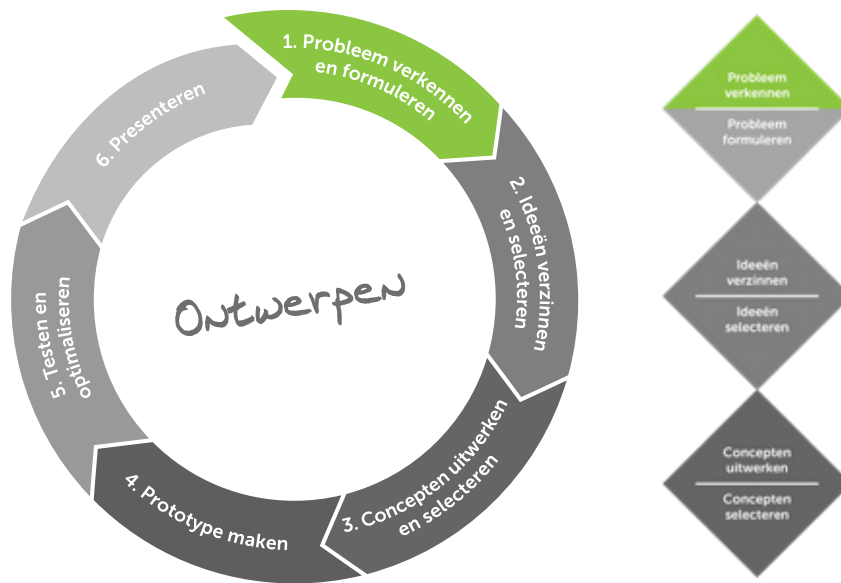 1. Probleem verkennen
en formuleren
2. Ideeën verzinnen
en selecteren
3. Concepten uitwerken
en selecteren
4. Prototype maken
5. Testen en
optimaliseren
6. Presenteren
Ontwerpen
Probleem
verkennen
Probleem
formuleren
Ideeën
verzinnen
Ideeën
selecteren
Concepten
uitwerken
Concepten
selecteren